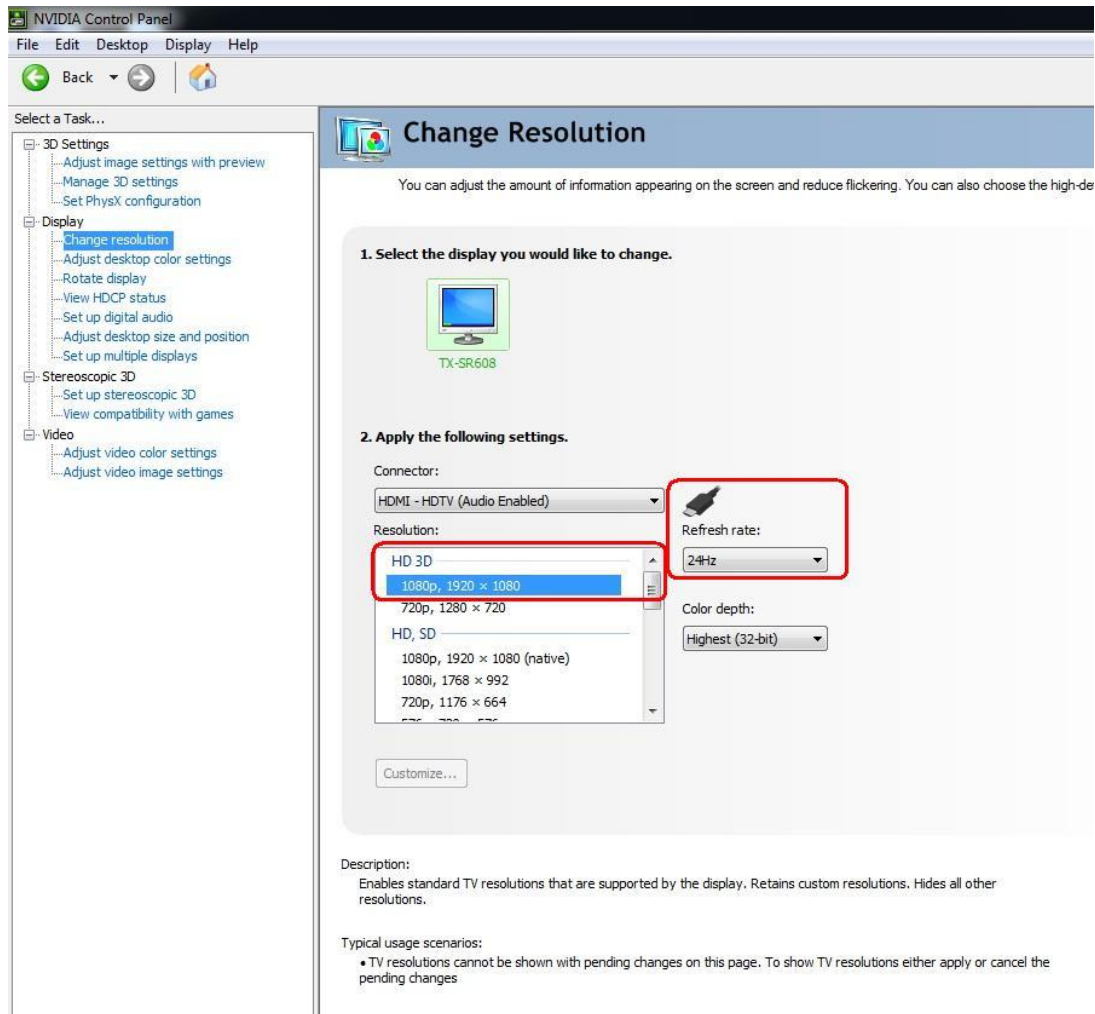 NVIDIA Control Panel
File Edit Desktop Display Help
Back
Select a Task...
3D Settings
Adjust image settings with preview
Manage 3D settings
Set PhysX configuration
Display
Change resolution
Adjust desktop color settings
Rotate display
View HDCP status
Set up digital audio
Adjust desktop size and position
Set up multiple displays
Stereoscopic 3D
Set up stereoscopic 3D
View compatibility with games
Video
Adjust video color settings
Adjust video image settings
Change Resolution
You can adjust the amount of information appearing on the screen and reduce flickering. You can also choose the high-de
1. Select the display you would like to change.
TX-SR608
2. Apply the following settings.
Connector:
HDMI - HDTV (Audio Enabled)
Resolution:
HD 3D
1080p, 1920 × 1080
720p, 1280 × 720
HD, SD
1080p, 1920 × 1080 (native)
1080i, 1768 × 992
720p, 1176 × 664
Refresh rate:
24Hz
Color depth:
Highest (32-bit)
Customize...
Description:
Enables standard TV resolutions that are supported by the display. Retains custom resolutions. Hides all other
resolutions.
Typical usage scenarios:
• TV resolutions cannot be shown with pending changes on this page. To show TV resolutions either apply or cancel the
pending changes